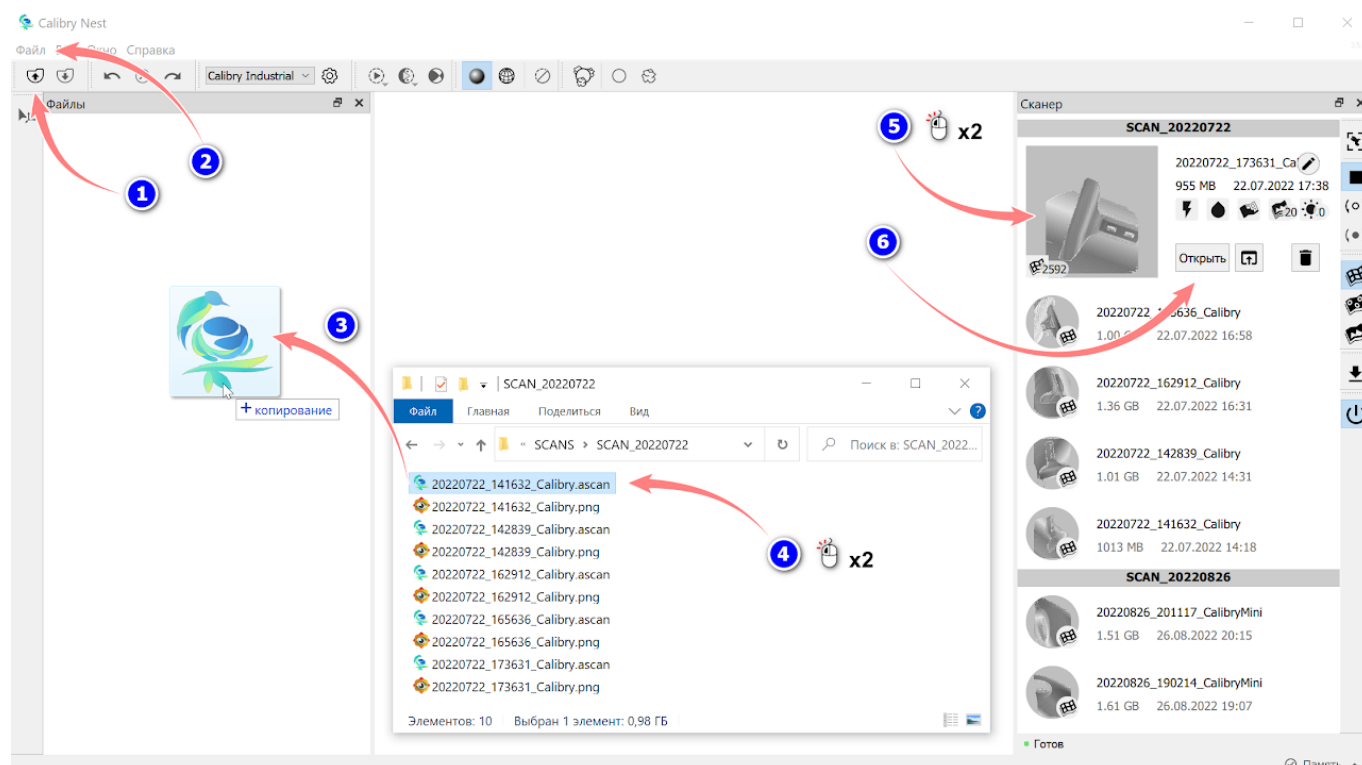 Calibry Nest
Файл Окно Справка
Calibry Industrial
Файлы
1
2
3
копирование
SCAN_20220722
Файл Главная Поделиться Вид
SCANS > SCAN_20220722
Поиск в: SCAN_2022...
20220722_141632_Calibry.ascan
20220722_141632_Calibry.png
20220722_142839_Calibry.ascan
20220722_142839_Calibry.png
20220722_162912_Calibry.ascan
20220722_162912_Calibry.png
20220722_165636_Calibry.ascan
20220722_165636_Calibry.png
20220722_173631_Calibry.ascan
20220722_173631_Calibry.png
Элементов: 10 Выбран 1 элемент: 0,98 ГБ
4 x2
5 x2
6
Сканер
SCAN_20220722
20220722_173631_Cal
955 MB 22.07.2022 17:38
20 0
2592
Открыть
20220722_165636_Calibry
1.00 GB 22.07.2022 16:58
20220722_162912_Calibry
1.36 GB 22.07.2022 16:31
20220722_142839_Calibry
1.01 GB 22.07.2022 14:31
20220722_141632_Calibry
1013 MB 22.07.2022 14:18
SCAN_20220826
20220826_201117_CalibryMini
1.51 GB 26.08.2022 20:15
20220826_190214_CalibryMini
1.61 GB 26.08.2022 19:07
Готов
Память